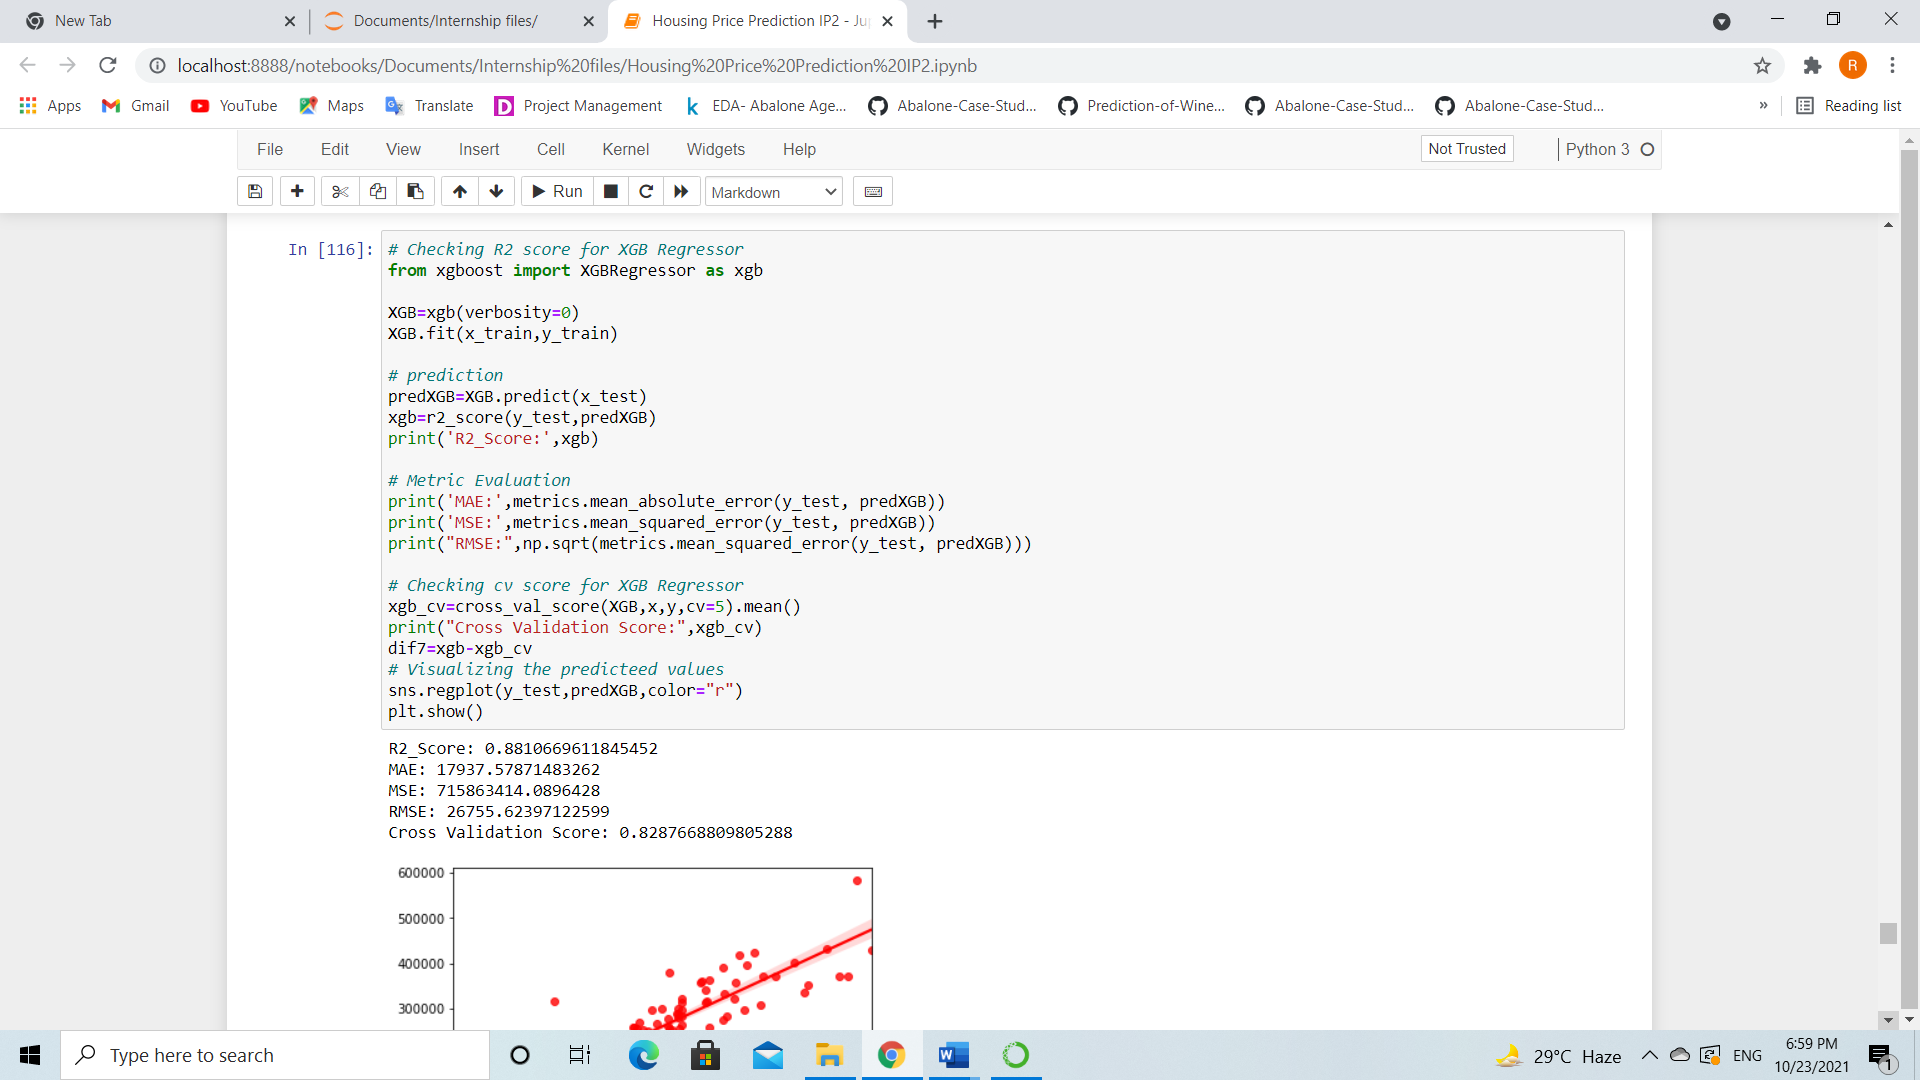 New Tab
Documents/Internship files/
Housing Price Prediction IP2 - Ju
localhost:8888/notebooks/Documents/Internship%20files/Housing%20Price%20Prediction%20IP2.ipynb
R
Apps Gmail YouTube Maps Translate Project Management EDA- Abalone Age... Abalone-Case-Stud... Prediction-of-Wine... Abalone-Case-Stud... Abalone-Case-Stud... » Reading list
File Edit View Insert Cell Kernel Widgets Help Not Trusted Python 3
Run Markdown
In [116]:
# Checking R2 score for XGB Regressor
from xgboost import XGBRegressor as xgb
XGB=xgb(verbosity=0)
XGB.fit(x_train,y_train)
# prediction
predXGB=XGB.predict(x_test)
xgb=r2_score(y_test,predXGB)
print('R2_Score:',xgb)
# Metric Evaluation
print('MAE:',metrics.mean_absolute_error(y_test, predXGB))
print('MSE:',metrics.mean_squared_error(y_test, predXGB))
print("RMSE:",np.sqrt(metrics.mean_squared_error(y_test, predXGB)))
# Checking cv score for XGB Regressor
xgb_cv=cross_val_score(XGB,x,y,cv=5).mean()
print("Cross Validation Score:",xgb_cv)
dif7=xgb-xgb_cv
# Visualizing the predicteed values
sns.regplot(y_test,predXGB,color="r")
plt.show()
R2_Score: 0.8810669611845452
MAE: 17937.57871483262
MSE: 715863414.0896428
RMSE: 26755.62397122599
Cross Validation Score: 0.8287668809805288
600000
500000
400000
300000
Type here to search
29°C Haze
ENG
6:59 PM
10/23/2021
1